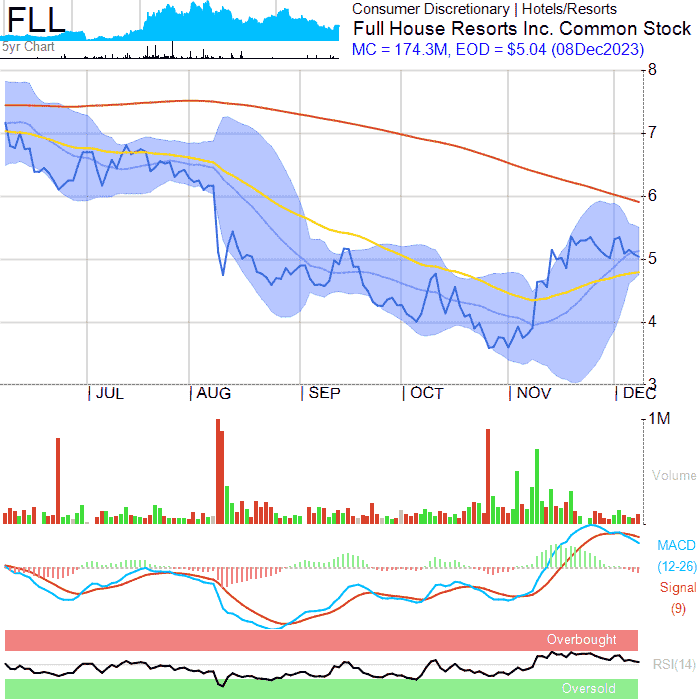 FLL
5yr Chart
Consumer Discretionary | Hotels/Resorts
Full House Resorts Inc. Common Stock
MC = 174.3M, EOD = $5.04 (08Dec2023)
8
7
6
5
4
3
JUL
AUG
SEP
OCT
NOV
DEC
1M
Volume
MACD
(12-26)
Signal
(9)
Overbought
RSI(14)
Oversold